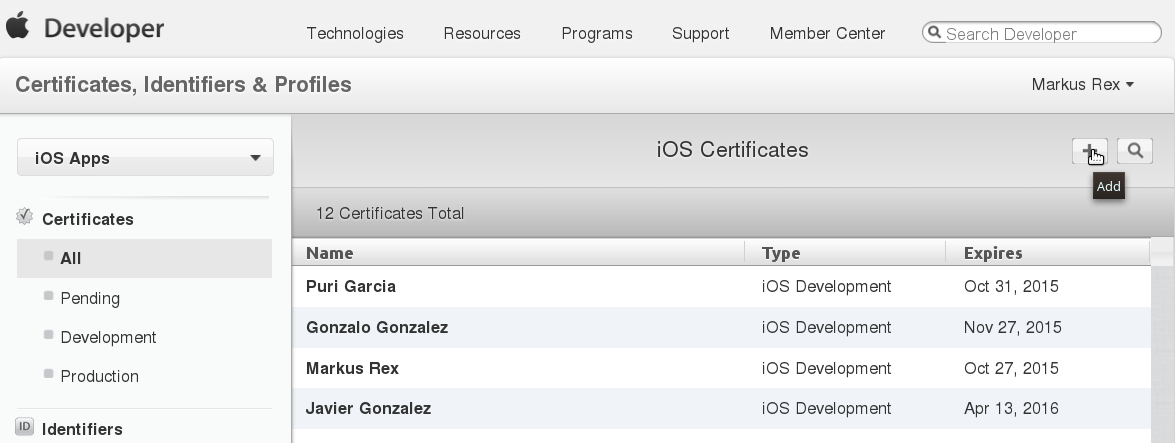 Developer
Technologies Resources Programs Support Member Center Search Developer
Certificates, Identifiers & Profiles Markus Rex
iOS Apps
iOS Certificates
Add
12 Certificates Total
Certificates
All
Pending
Development
Production
ID Identifiers
Name Type Expires
Puri Garcia iOS Development Oct 31, 2015
Gonzalo Gonzalez iOS Development Nov 27, 2015
Markus Rex iOS Development Oct 27, 2015
Javier Gonzalez iOS Development Apr 13, 2016